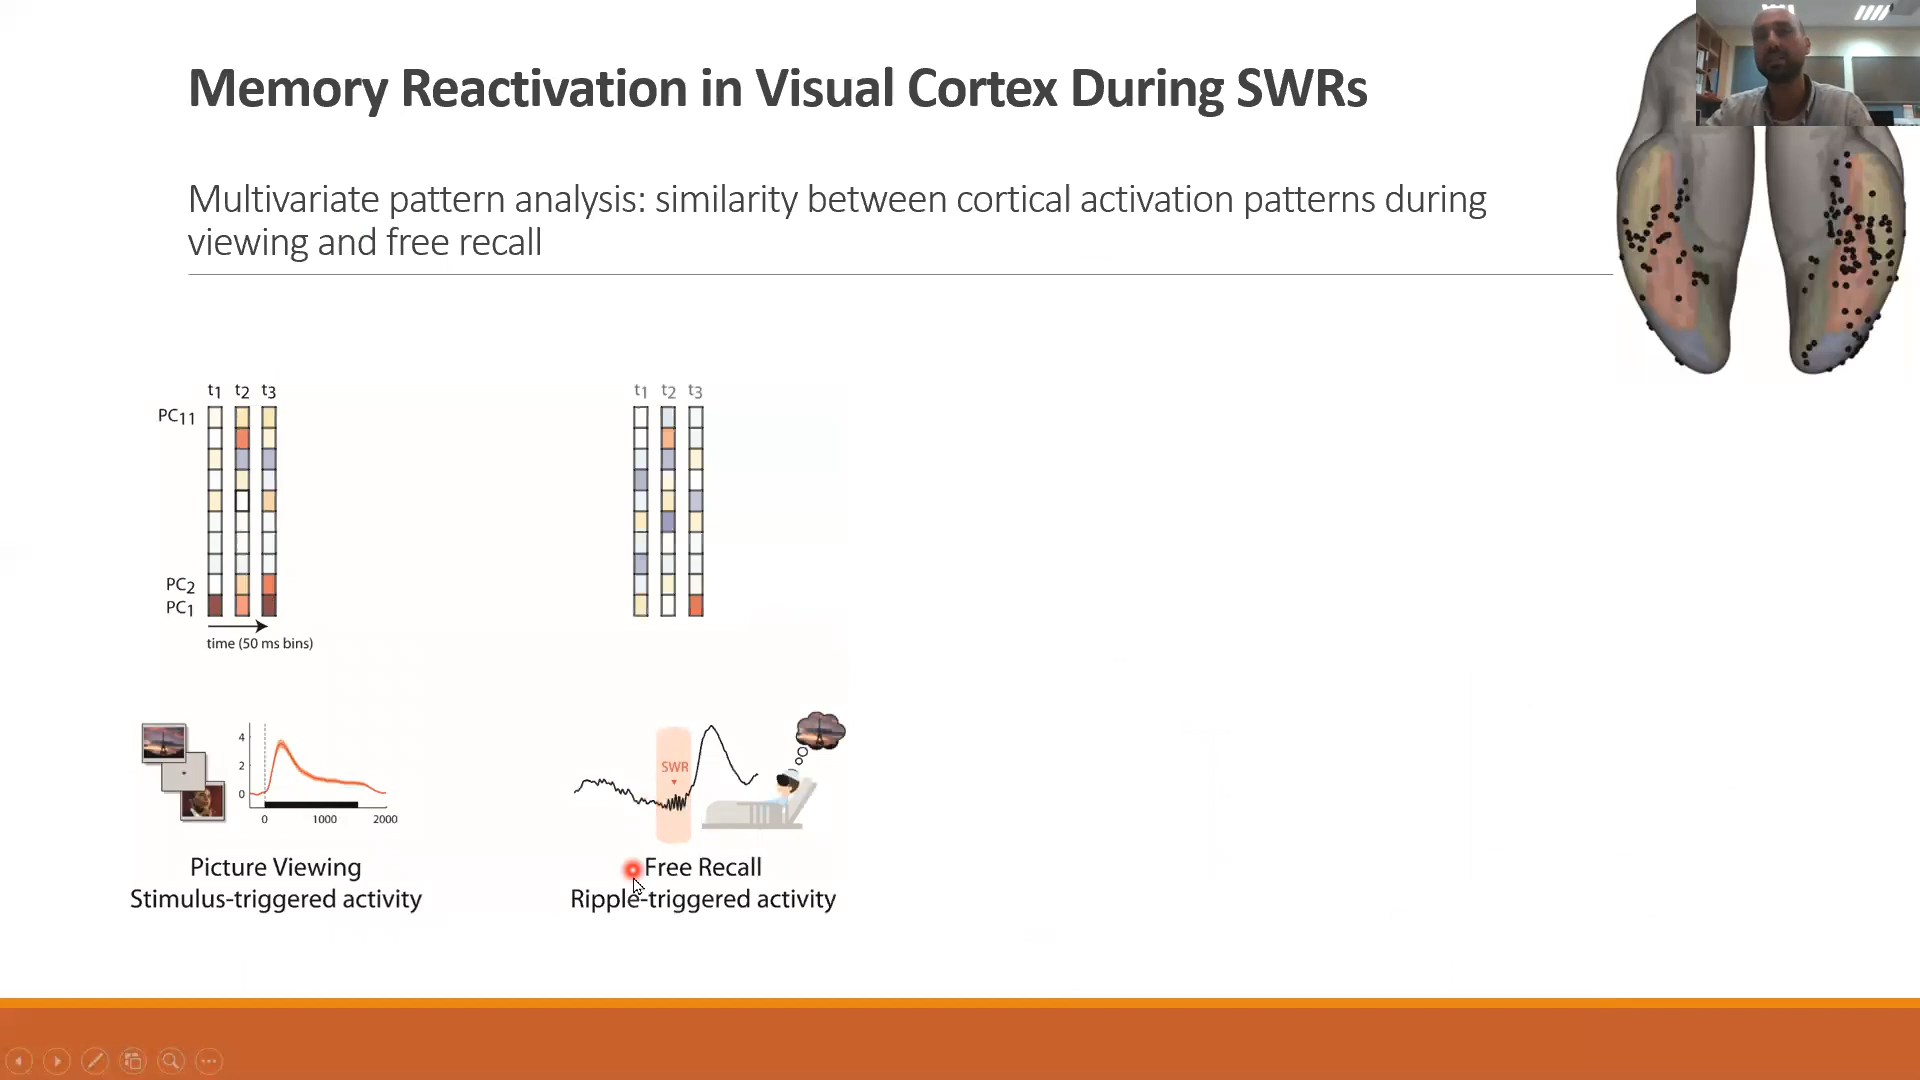 Memory Reactivation in Visual Cortex During SWRs
Multivariate pattern analysis: similarity between cortical activation patterns during
viewing and free recall
t1 t2 t3
PC11
PC2
PC1
time (50 ms bins)
t1 t2 t3
4
2
0
0 1000 2000
SWR
Picture Viewing
Stimulus-triggered activity
Free Recall
Ripple-triggered activity